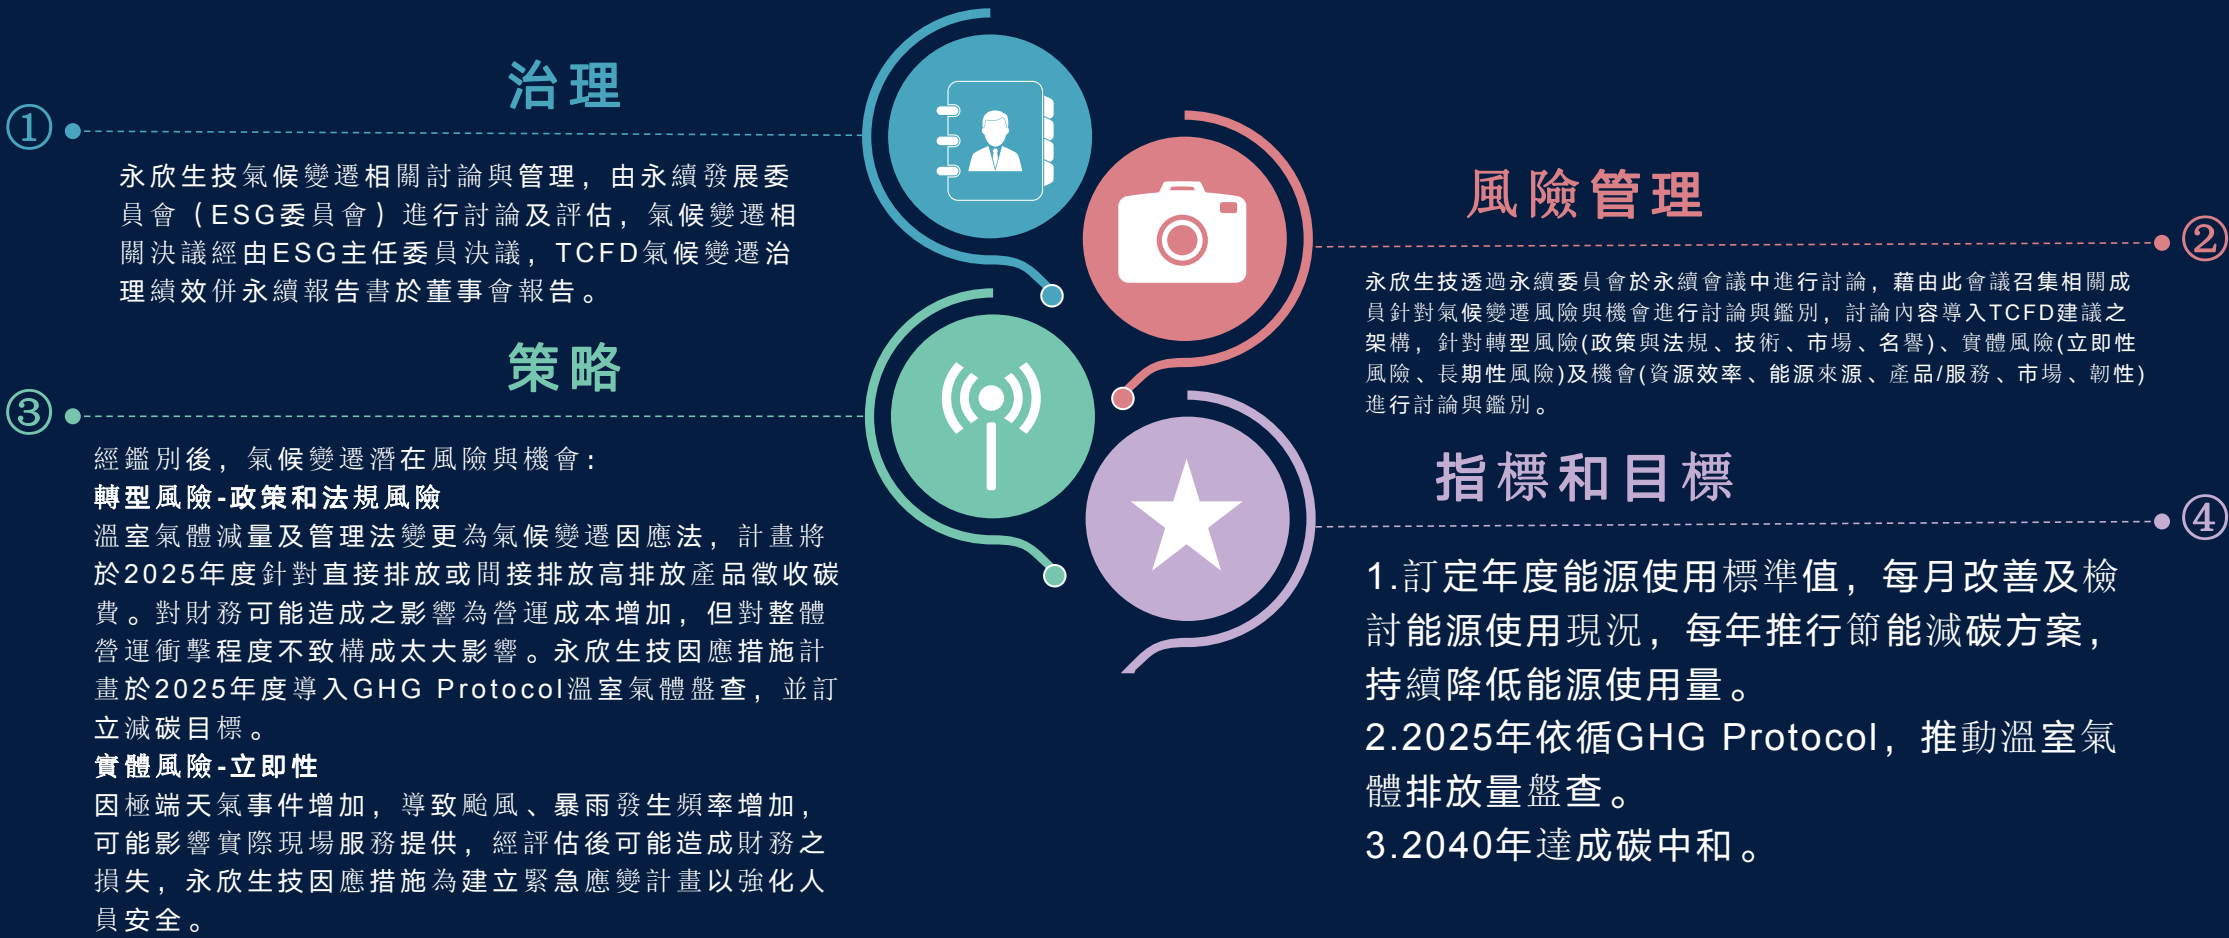 治理
①
永欣生技氣候變遷相關討論與管理，由永續發展委
員會（ESG委員會）進行討論及評估，氣候變遷相
關決議經由ESG主任委員決議，TCFD氣候變遷治
理績效併永續報告書於董事會報告。
風險管理
②
永欣生技透過永續委員會於永續會議中進行討論，藉由此會議召集相關成
員針對氣候變遷風險與機會進行討論與鑑別，討論內容導入TCFD建議之
架構，針對轉型風險(政策與法規、技術、市場、名譽)、實體風險(立即性
風險、長期性風險)及機會(資源效率、能源來源、產品/服務、市場、韌性)
進行討論與鑑別。
策略
③
經鑑別後，氣候變遷潛在風險與機會：
轉型風險-政策和法規風險
溫室氣體減量及管理法變更為氣候變遷因應法，計畫將
於2025年度針對直接排放或間接排放高排放產品徵收碳
費。對財務可能造成之影響為營運成本增加，但對整體
營運衝擊程度不致構成太大影響。永欣生技因應措施計
畫於2025年度導入GHG Protocol溫室氣體盤查，並訂
立減碳目標。
實體風險-立即性
因極端天氣事件增加，導致颱風、暴雨發生頻率增加，
可能影響實際現場服務提供，經評估後可能造成財務之
損失，永欣生技因應措施為建立緊急應變計畫以強化人
員安全。
指標和目標
④
1.訂定年度能源使用標準值，每月改善及檢
討能源使用現況，每年推行節能減碳方案，
持續降低能源使用量。
2.2025年依循GHG Protocol，推動溫室氣
體排放量盤查。
3.2040年達成碳中和。